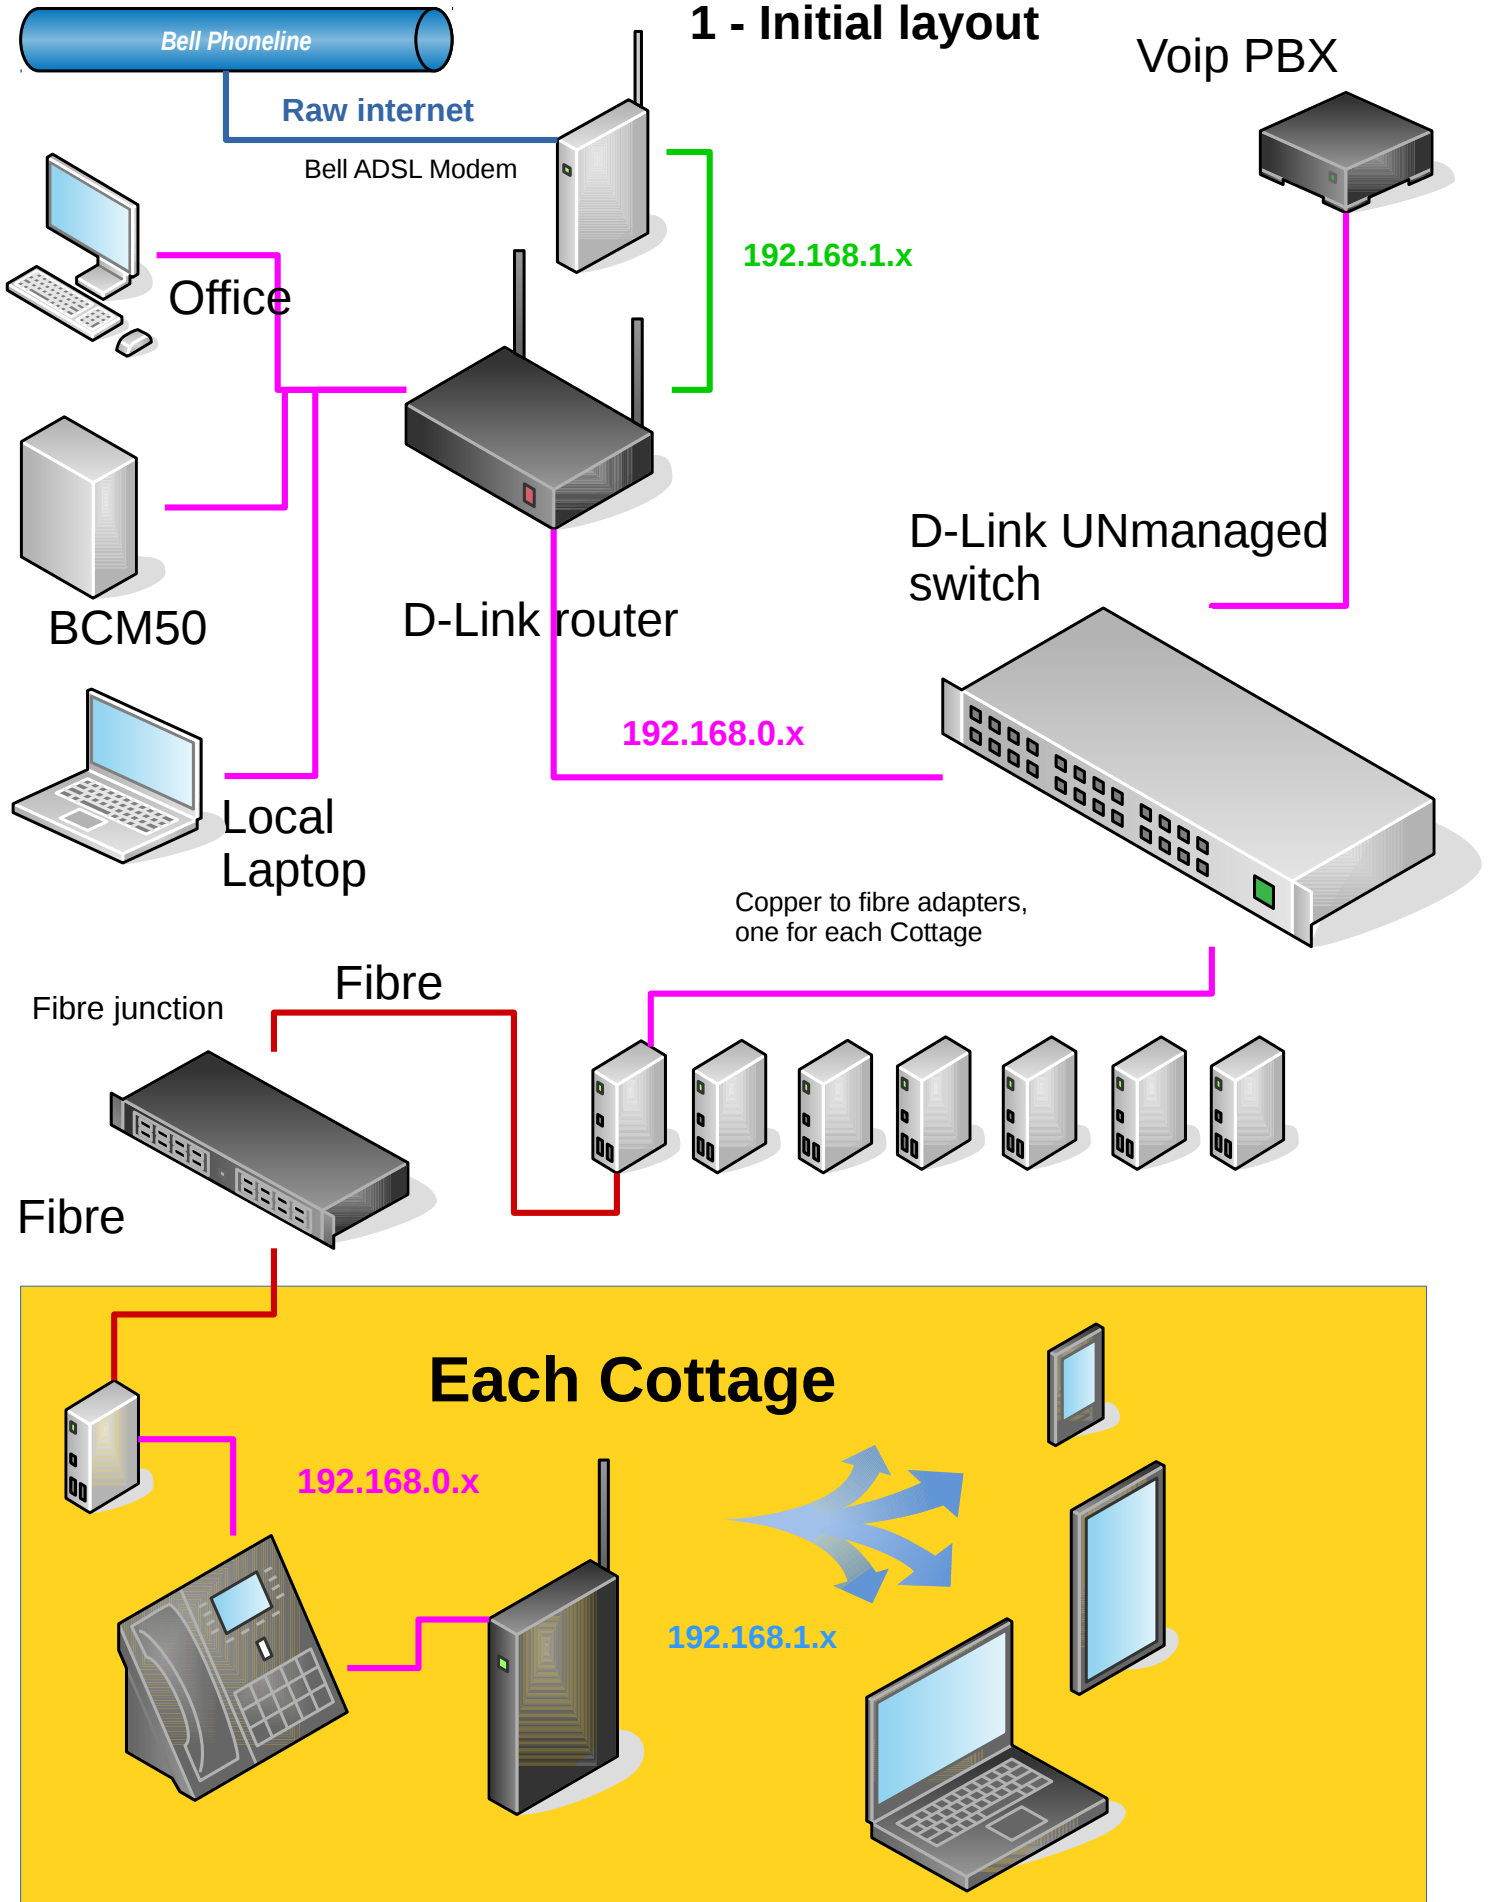 1 - Initial layout
Bell Phoneline
Voip PBX
Raw internet
Bell ADSL Modem
192.168.1.x
Office
D-Link UNmanaged
switch
BCM50
D-Link router
192.168.0.x
Local
Laptop
Copper to fibre adapters,
one for each Cottage
Fibre
Fibre junction
Fibre
Each Cottage
192.168.0.x
192.168.1.x